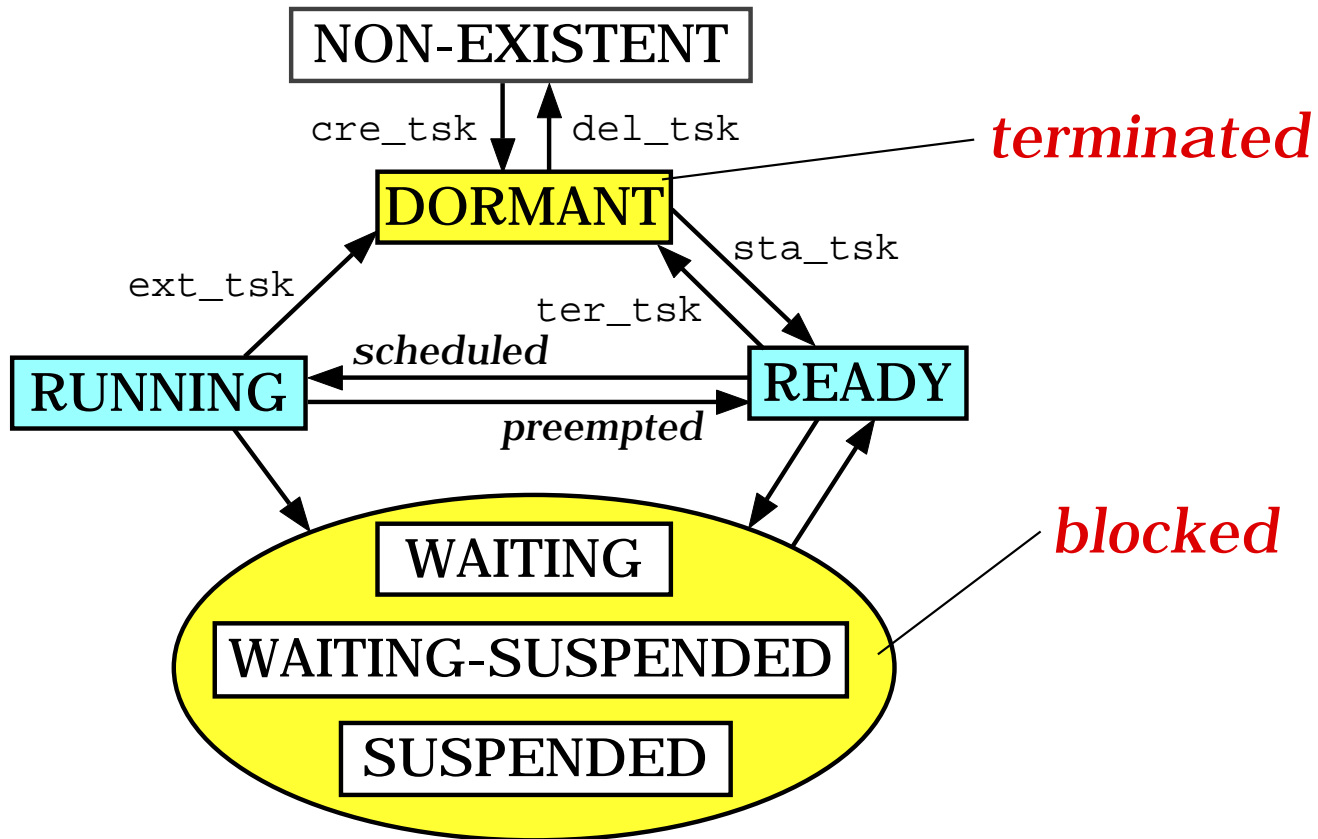 NON-EXISTENT
cre_tsk
del_tsk
terminated
DORMANT
sta_tsk
ext_tsk
ter_tsk
scheduled
RUNNING
READY
preempted
WAITING
blocked
WAITING-SUSPENDED
SUSPENDED